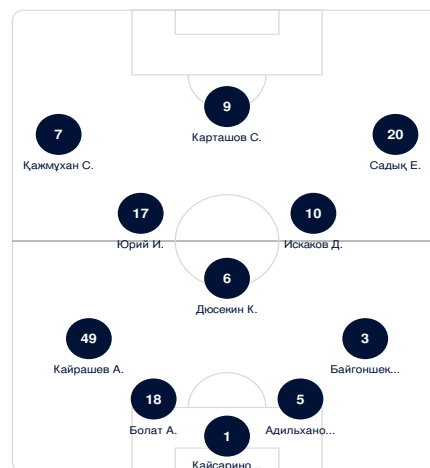 9
Карташов С.
7
Қажмұхан С.
20
Садық Е.
17
Юрий И.
10
Искаков Д.
6
Дюсекин К.
49
Кайрашев А.
3
Байгоншек...
18
Болат А.
5
Адильхано...
1
Кайсарино...